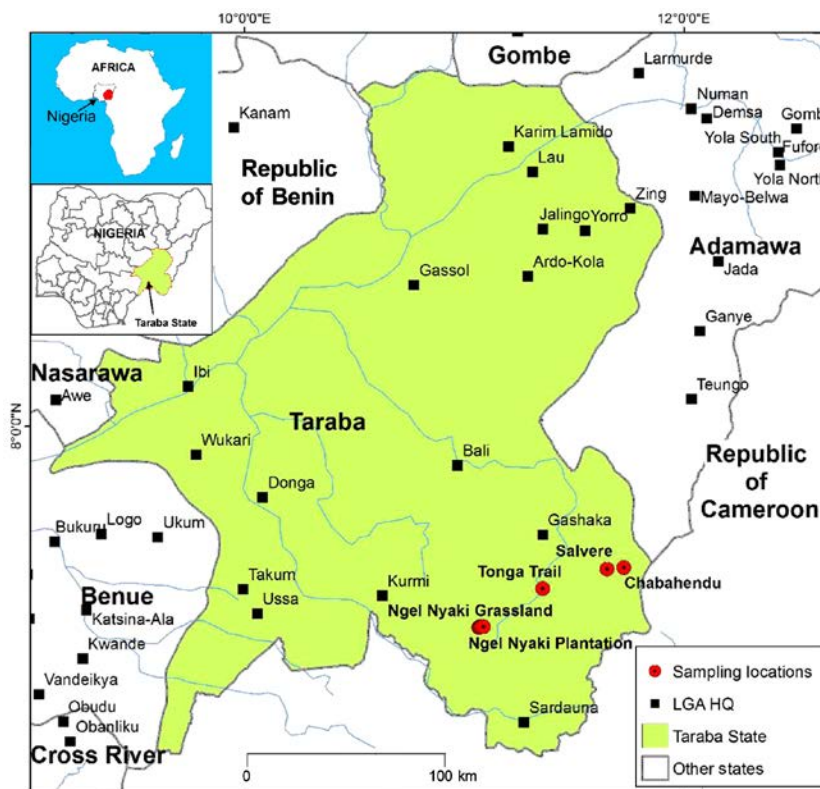 10°0'0"E
12°0'0"E
AFRICA
Nigeria
Gombe
Larmurde
Numan
Demsa
Gomb
Yola South
Fufore
Yola North
Kanam
Karim Lamido
Lau
Republic
of Benin
Zing
Mayo-Belwa
NIGERIA
Jalingo
Yorro
Adamawa
Taraba State
Gassol
Ardo-Kola
Jada
Ganye
Nasarawa
Awe
Ibi
Teungo
8°0'0"N
Taraba
Wukari
Bali
Republic
of
Cameroon
Donga
Bukuru
Logo
Ukum
Gashaka
Salvere
Tonga Trail
Chabahendu
Takum
Kurmi
Benue
Ussa
Ngel Nyaki Grassland
Katsina-Ala
Ngel Nyaki Plantation
Kwande
Vandeikya
Obudu
Obanliku
Cross River
Sardauna
Sampling locations
LGA HQ
Taraba State
Other states
0
100 km